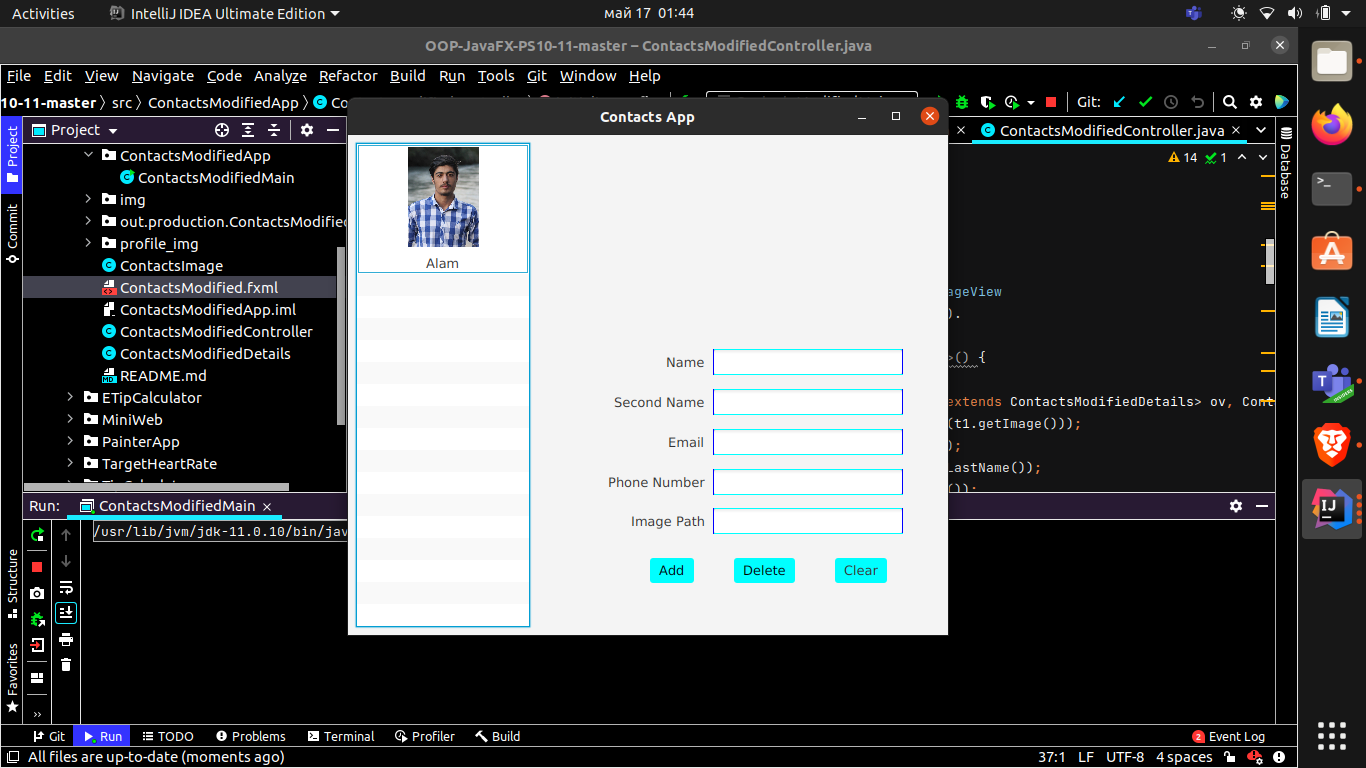 Activities IntelliJ IDEA Ultimate Edition май 17 01:44
OOP-JavaFX-PS10-11-master – ContactsModifiedController.java
File Edit View Navigate Code Analyze Refactor Build Run Tools Git Window Help
10-11-master src ContactsModifiedApp Git:
Project
ContactsModifiedController.java
14 1
ContactsModifiedApp
ContactsModifiedMain
img
out.production.ContactsModified
profile_img
ContactsImage
ContactsModified.fxml
ContactsModifiedApp.iml
ContactsModifiedController
ContactsModifiedDetails
README.md
ETipCalculator
MiniWeb
PainterApp
TargetHeartRate
Project
Commit
Structure
Favorites
Database
Contacts App
Alam
Name
Second Name
Email
Phone Number
Image Path
Add Delete Clear
ageView
).
>() {
extends ContactsModifiedDetails> ov, Cont
(t1.getImage()));
);
LastName());
());
Run: ContactsModifiedMain
/usr/lib/jvm/jdk-11.0.10/bin/jav
Git Run TODO Problems Terminal Profiler Build 2 Event Log
All files are up-to-date (moments ago) 37:1 LF UTF-8 4 spaces